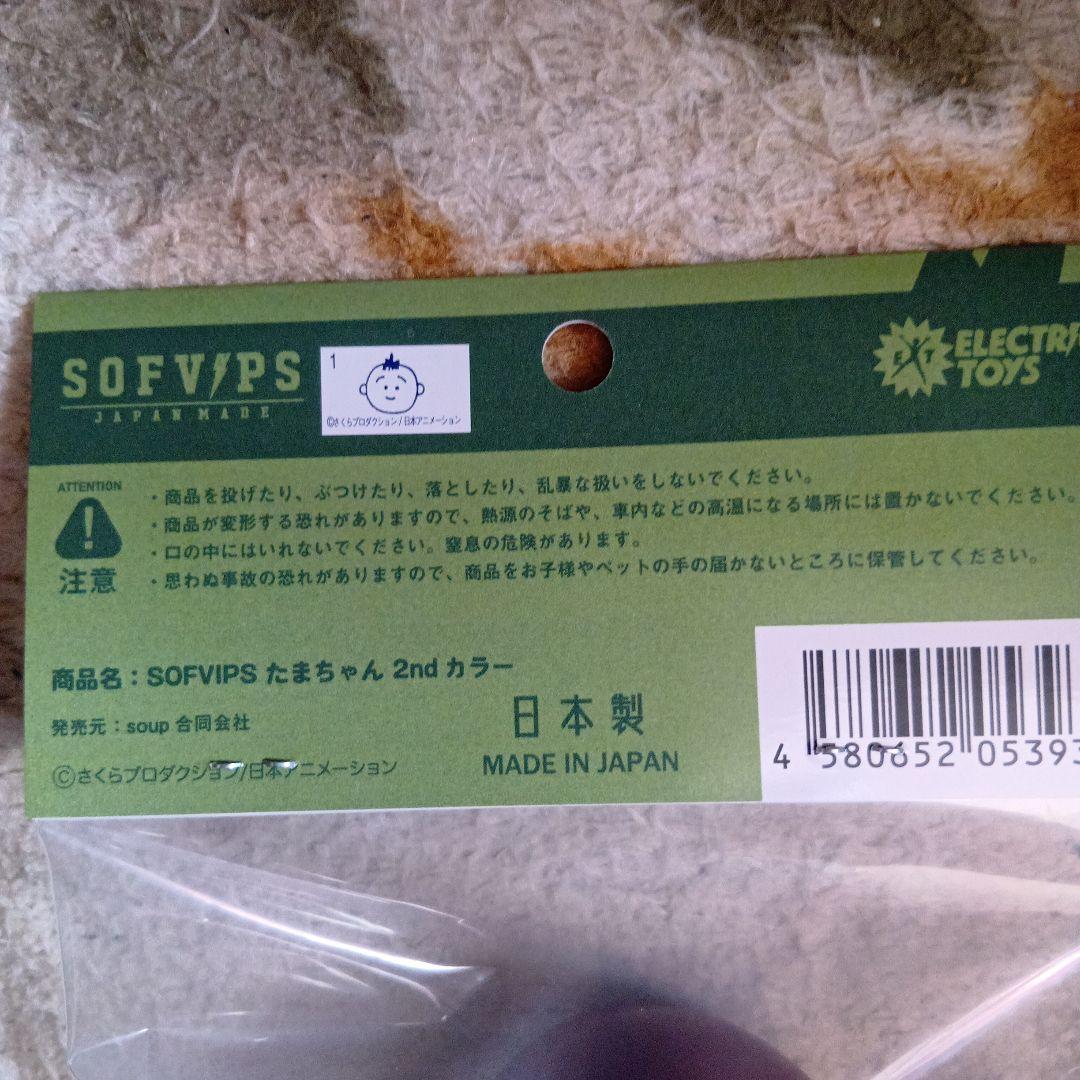 SOFVIPS
JAPAN MADE
1
©さくらプロダクション/日本アニメーション
EXT
ELECTRI
TOYS
ATTENTION
注意
・商品を投げたり、ぶつけたり、落としたり、乱暴な扱いをしないでください。
・商品が変形する恐れがありますので、熱源のそばや、車内などの高温になる場所には置かないでください。
・口の中にはいれないでください。窒息の危険があります。
・思わぬ事故の恐れがありますので、商品をお子様やペットの手の届かないところに保管してください。
商品名：SOFVIPS たまちゃん 2nd カラー
発売元：soup 合同会社
日本製
MADE IN JAPAN
©さくらプロダクション/日本アニメーション
4 580852 05393